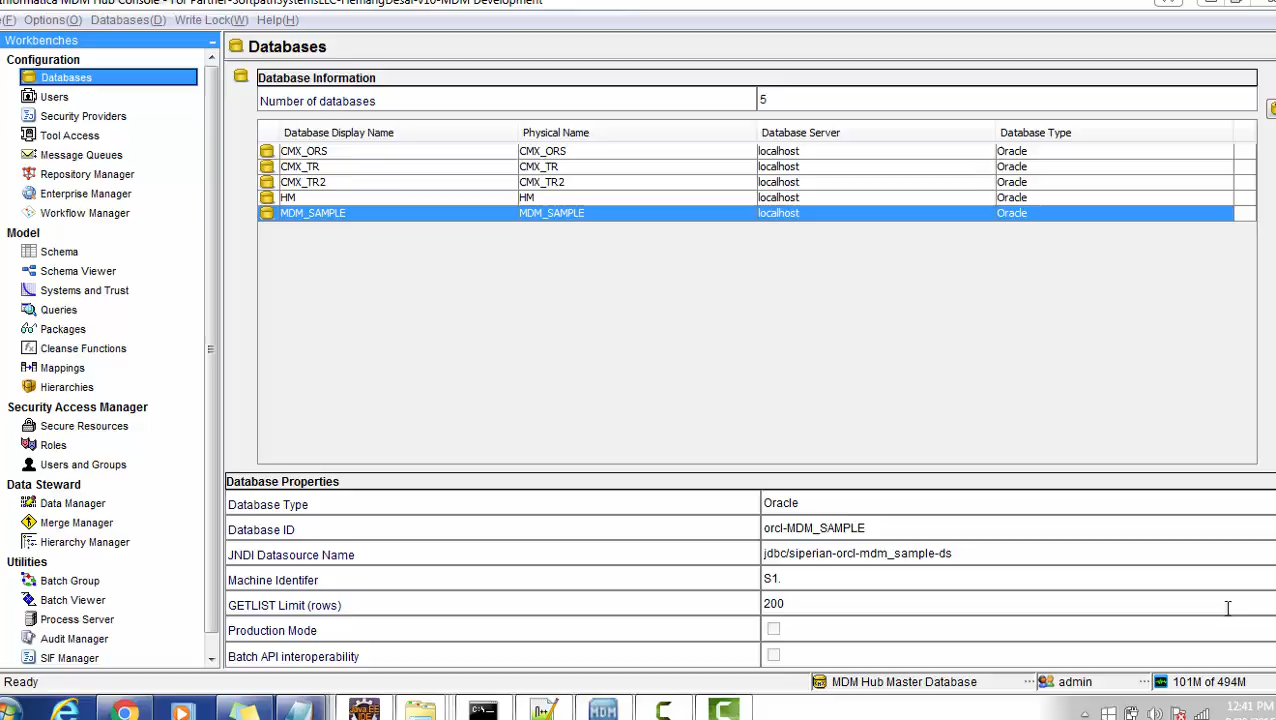 Informatica MDM Hub Console - For Partner-SoftpathSystemsLLC-HemangDesai-v10-MDM Development
(F) Options(O) Databases(D) Write Lock(W) Help(H)
Workbenches
Configuration
Databases
Users
Security Providers
Tool Access
Message Queues
Repository Manager
Enterprise Manager
Workflow Manager
Model
Schema
Schema Viewer
Systems and Trust
Queries
Packages
Cleanse Functions
Mappings
Hierarchies
Security Access Manager
Secure Resources
Roles
Users and Groups
Data Steward
Data Manager
Merge Manager
Hierarchy Manager
Utilities
Batch Group
Batch Viewer
Process Server
Audit Manager
SIF Manager
Databases
Database Information
Number of databases 5
Database Display Name Physical Name Database Server Database Type
CMX_ORS CMX_ORS localhost Oracle
CMX_TR CMX_TR localhost Oracle
CMX_TR2 CMX_TR2 localhost Oracle
HM HM localhost Oracle
MDM_SAMPLE MDM_SAMPLE localhost Oracle
Database Properties
Database Type Oracle
Database ID orcl-MDM_SAMPLE
JNDI Datasource Name jdbc/siperian-orcl-mdm_sample-ds
Machine Identifer S1.
GETLIST Limit (rows) 200
Production Mode
Batch API interoperability
Ready MDM Hub Master Database admin 101M of 494M
MDM
12:41 PM